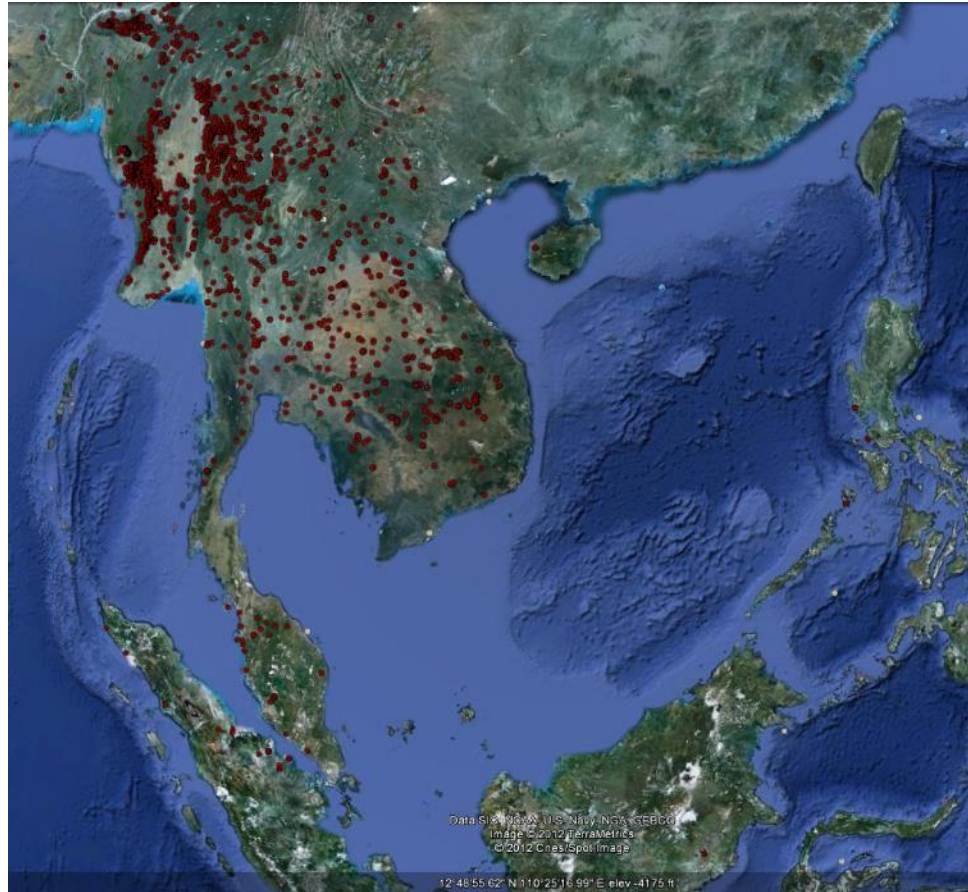 Data SIO, NOAA, U.S. Navy, NGA, GEBCO
Image © 2012 TerraMetrics
© 2012 Cnes/Spot Image
12°48'55.62" N 110°25'16.99" E elev -4175 ft